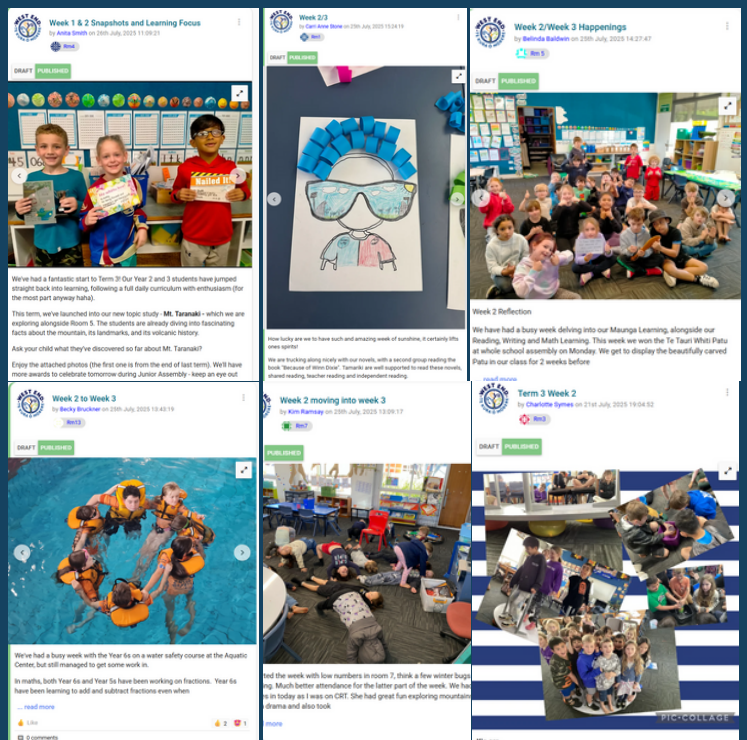 Week 1 & 2 Snapshots and Learning Focus
by Anita Smith on 26th July, 2025 11:09:21
Rm4
DRAFT PUBLISHED
Nailed it!
We've had a fantastic start to Term 3! Our Year 2 and 3 students have jumped
straight back into learning, following a full daily curriculum with enthusiasm (for
the most part anyway haha).
This term, we've launched into our new topic study - Mt. Taranaki - which we are
exploring alongside Room 5. The students are already diving into fascinating
facts about the mountain, its landmarks, and its volcanic history.
Ask your child what they've discovered so far about Mt. Taranaki?
Enjoy the attached photos (the first one is from the end of last term). We'll have
more awards to celebrate tomorrow during Junior Assembly - keep an eye out
Week 2/3
by Carri Anne Stone on 25th July, 2025 15:24:19
DRAFT PUBLISHED
How lucky are we to have such and amazing week of sunshine, it certainly lifts
ones spirits!
We are trucking along nicely with our novels, with a second group reading the
book "Because of Winn Dixie". Tamariki are well supported to read these novels,
shared reading, teacher reading and independent reading.
Week 2/Week 3 Happenings
by Belinda Baldwin on 25th July, 2025 14:27:47
Rm 5
DRAFT PUBLISHED
Week 2 Reflection
We have had a busy week delving into our Maunga Learning, alongside our
Reading, Writing and Math Learning. This week we won the Te Tauri Whiti Patu
at whole school assembly on Monday. We get to display the beautifully carved
Patu in our class for 2 weeks before
read more
WEST END
Week 2 to Week 3
by Becky Bruckner on 25th July, 2025 13:43:19
Rm13
DRAFT PUBLISHED
We've had a busy week with the Year 6s on a water safety course at the Aquatic
Center, but still managed to get some work in.
In maths, both Year 6s and Year 5s have been working on fractions. Year 6s
have been learning to add and subtract fractions even when
... read more
Like
2 1
0 comments
Week 2 moving into week 3
by Kim Ramsay on 25th July, 2025 13:09:17
Rm7
PUBLISHED
ted the week with low numbers in room 7, think a few winter bugs
ng. Much better attendance for the latter part of the week. We had
es in today as I was on CRT. She had great fun exploring mountains
drama and also took
more
WEST END
Term 3 Week 2
by Charlotte Symes on 21st July, 2025 19:04:52
Rm3
DRAFT PUBLISHED
PIC•COLLAGE